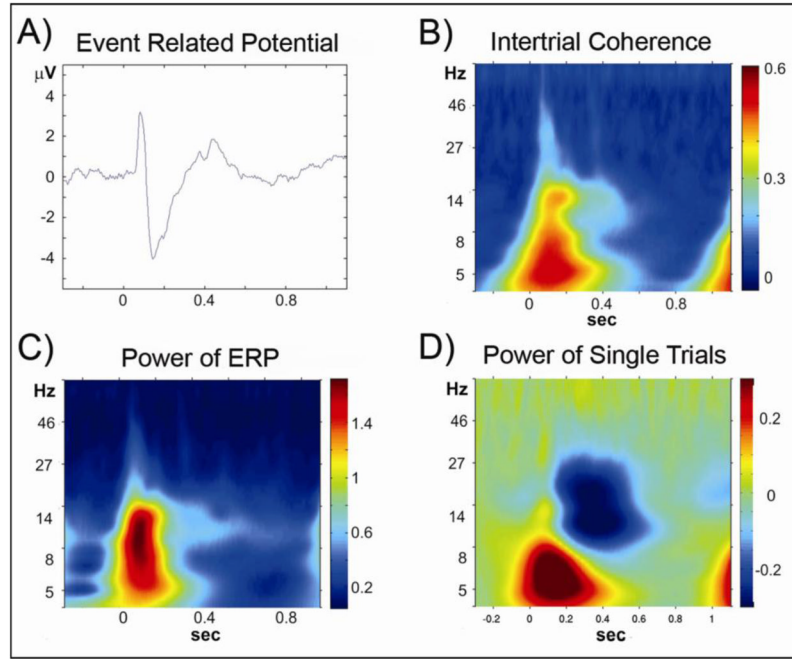 A) Event Related Potential
µV
4
2
0
-2
-4
0 0.4 0.8
B) Intertrial Coherence
Hz
46
27
14
8
5
0 0.4 0.8
sec
0.6
0.3
0
C) Power of ERP
Hz
46
27
14
8
5
0 0.4 0.8
sec
1.4
1
0.6
0.2
D) Power of Single Trials
Hz
46
27
14
8
5
-0.2 0 0.2 0.4 0.6 0.8 1
sec
0.2
0
-0.2